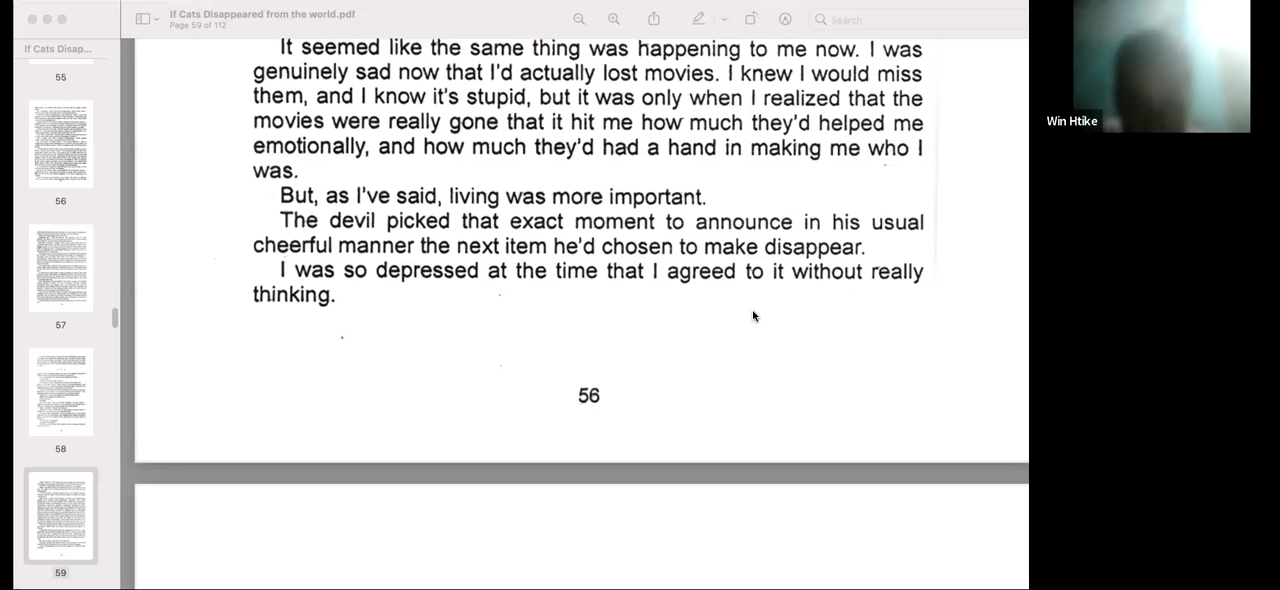 If Cats Disappeared from the world.pdf
Page 59 of 112
Search
If Cats Disap...
55
56
57
58
59
It seemed like the same thing was happening to me now. I was
genuinely sad now that I'd actually lost movies. I knew I would miss
them, and I know it's stupid, but it was only when I realized that the
movies were really gone that it hit me how much they'd helped me
emotionally, and how much they'd had a hand in making me who I
was.
But, as I've said, living was more important.
The devil picked that exact moment to announce in his usual
cheerful manner the next item he'd chosen to make disappear.
I was so depressed at the time that I agreed to it without really
thinking.
56
Win Htike